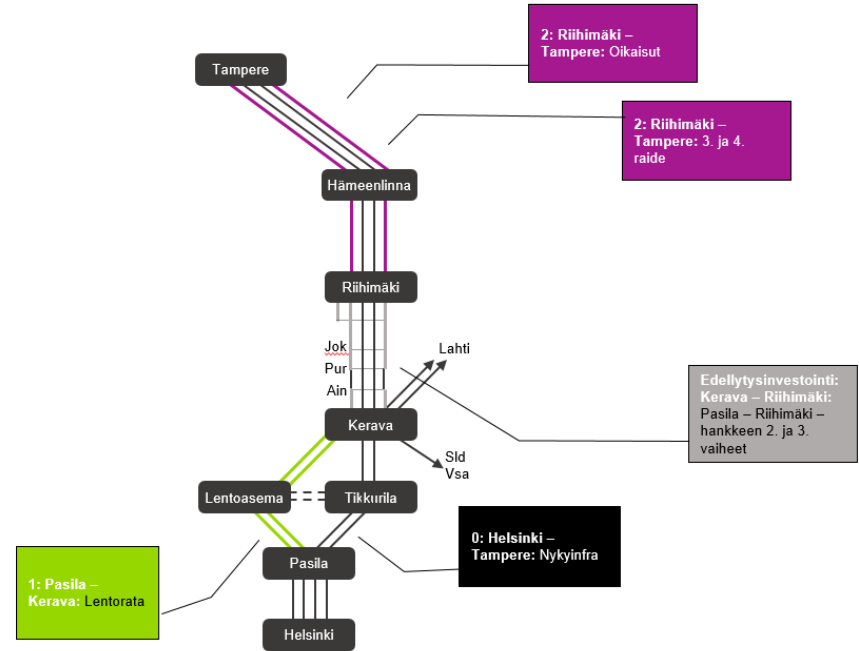 2: Riihimäki –
Tampere: Oikaisut
Tampere
2: Riihimäki –
Tampere: 3. ja 4.
raide
Hämeenlinna
Riihimäki
Jok
Lahti
Pur
Ain
Edellytysinvestointi:
Kerava – Riihimäki:
Pasila – Riihimäki –
hankkeen 2. ja 3.
vaiheet
Kerava
Sld
Vsa
Lentoasema
Tikkurila
0: Helsinki –
Tampere: Nykyinfra
Pasila
1: Pasila –
Kerava: Lentorata
Helsinki